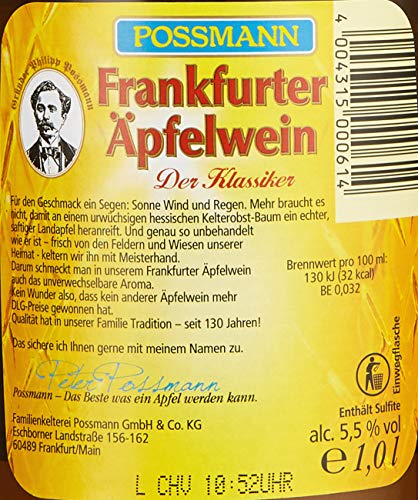 POSSMANN
Gründer Philipp Possmann
Frankfurter
Äpfelwein
Der Klassiker
4 004315 000614
Für den Geschmack ein Segen: Sonne Wind und Regen. Mehr braucht es
nicht, damit an einem urwüchsigen hessischen Kelterobst-Baum ein echter,
saftiger Landapfel heranreift. Und genau so unbehandelt
wie er ist – frisch von den Feldern und Wiesen unserer
Heimat - keltern wir ihn mit Meisterhand.
Darum schmeckt man in unserem Frankfurter Äpfelwein
auch das unverwechselbare Aroma.
Kein Wunder also, dass kein anderer Äpfelwein mehr
DLG-Preise gewonnen hat.
Qualität hat in unserer Familie Tradition – seit 130 Jahren!
Das sichere ich Ihnen gerne mit meinem Namen zu.
Peter Possmann
Possmann – Das Beste was ein Apfel werden kann.
Familienkelterei Possmann GmbH & Co. KG
Eschborner Landstraße 156-162
60489 Frankfurt/Main
Brennwert pro 100 ml:
130 kJ (32 kcal)
BE 0,032
Einwegflasche
Enthält Sulfite
alc. 5,5 % vol
e 1,0 l
L CHV 10:52UHR